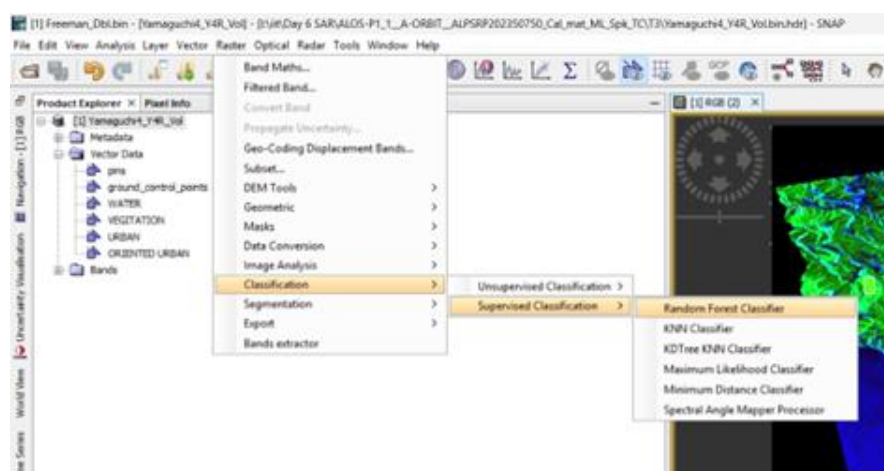 [1] Freeman_Dbl.bin - [Yamaguchi4_Y4R_Vol] - [I:\iit\Day 6 SAR\ALOS-P1_1__A-ORBIT__ALPSRP202350750_Cal_mat_ML_Spk_TC\T3\Yamaguchi4_Y4R_Vol.bin.hdr] - SNAP
File Edit View Analysis Layer Vector Raster Optical Radar Tools Window Help
Band Maths...
Filtered Band...
Convert Band
Propagate Uncertainty...
Geo-Coding Displacement Bands...
Subset...
DEM Tools
Geometric
Masks
Data Conversion
Image Analysis
Classification
Segmentation
Export
Bands extractor
Unsupervised Classification
Supervised Classification
Random Forest Classifier
KNN Classifier
KDTree KNN Classifier
Maximum Likelihood Classifier
Minimum Distance Classifier
Spectral Angle Mapper Processor
Product Explorer × Pixel Info
[1] Yamaguchi4_Y4R_Vol
Metadata
Vector Data
pins
ground_control_points
WATER
VEGITATION
URBAN
ORIENTED URBAN
Bands
[1] RGB (2) ×
Navigation - [1] RGB
Uncertainty Visualisation
World View